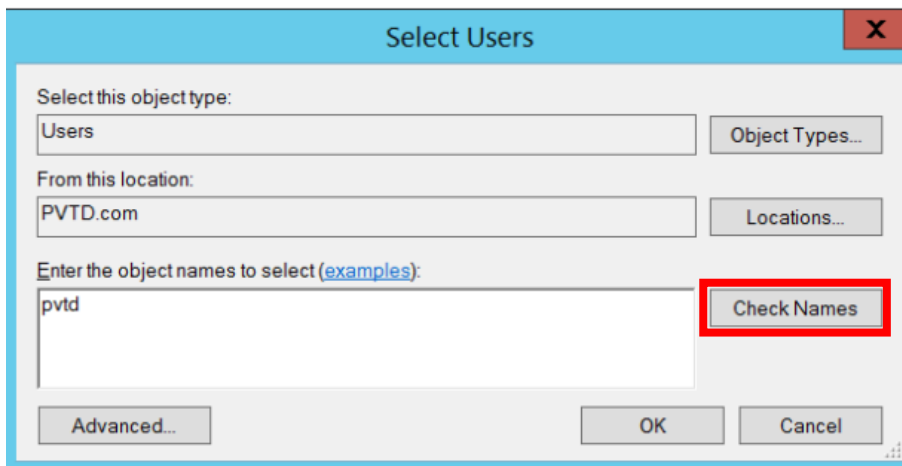 Select Users
X
Select this object type:
Users
Object Types...
From this location:
PVTD.com
Locations...
Enter the object names to select (examples):
pvtd
Check Names
Advanced...
OK
Cancel